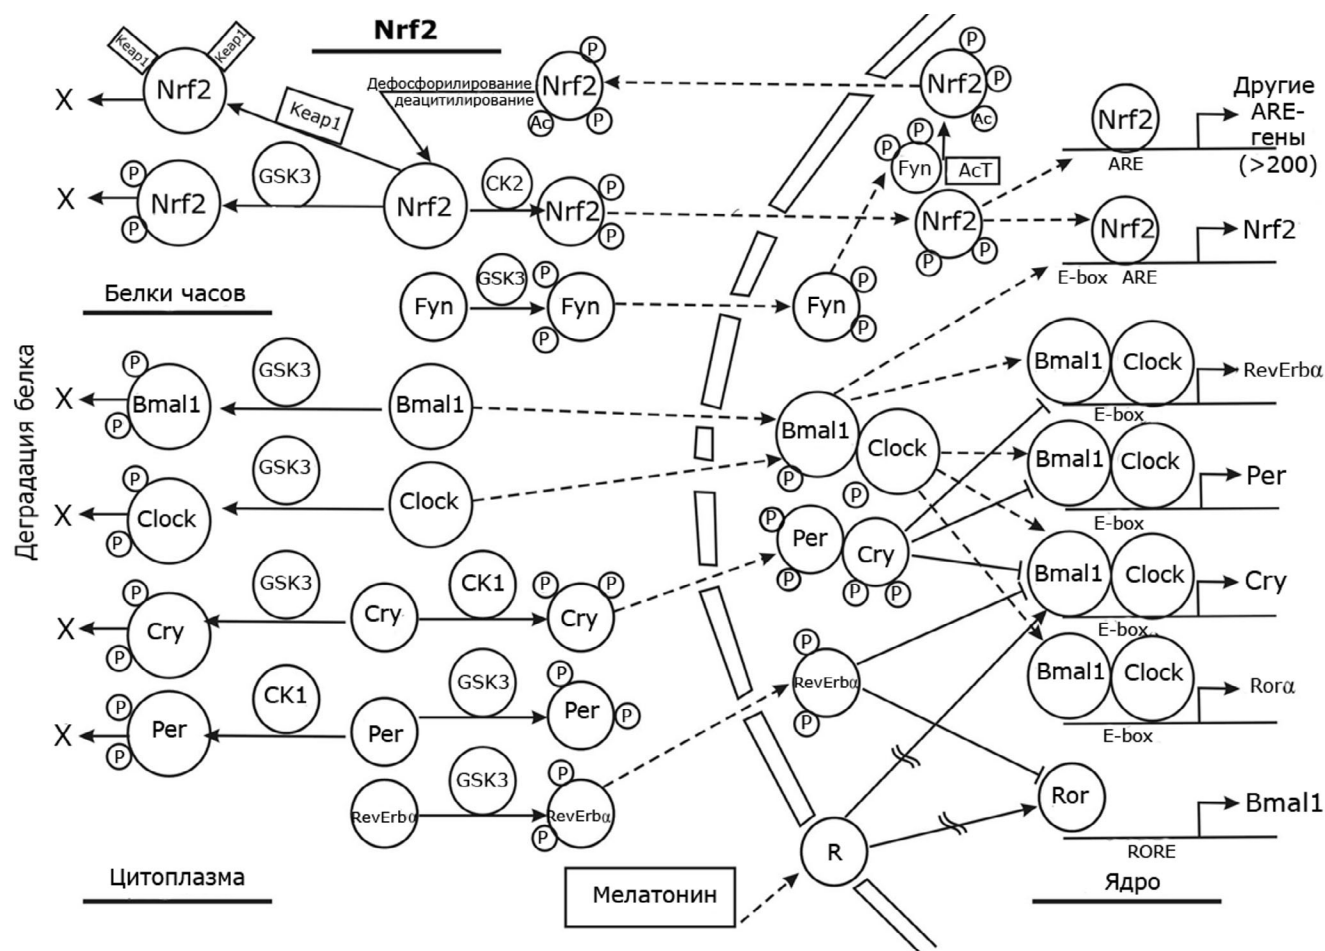 Nrf2
Keap1
Keap1
Nrf2
X
Keap1
Дефосфорилирование
деацитилирование
P
Nrf2
Ac
P
P
Nrf2
P
Ac
P
P
Fyn
AcT
Nrf2
ARE
Другие
ARE-
гены
(>200)
P
Nrf2
P
X
GSK3
Nrf2
CK2
P
Nrf2
P
Nrf2
P
P
Nrf2
E-box
ARE
Nrf2
Белки часов
Fyn
GSK3
P
Fyn
P
Fyn
P
P
Деградация белка
X
P
Bmal1
P
GSK3
Bmal1
Bmal1
P
Clock
P
Bmal1
Clock
E-box
RevErbα
X
P
Clock
P
GSK3
Clock
Bmal1
Clock
E-box
Per
P
Per
P
Cry
P
P
X
P
Cry
P
GSK3
Cry
CK1
P
P
Cry
Bmal1
Clock
E-box..
Cry
X
P
Per
P
CK1
Per
GSK3
P
Per
P
P
RevErbα
P
Bmal1
Clock
E-box
Rorα
RevErbα
GSK3
P
RevErbα
P
Ror
RORE
Bmal1
R
Мелатонин
Цитоплазма
Ядро